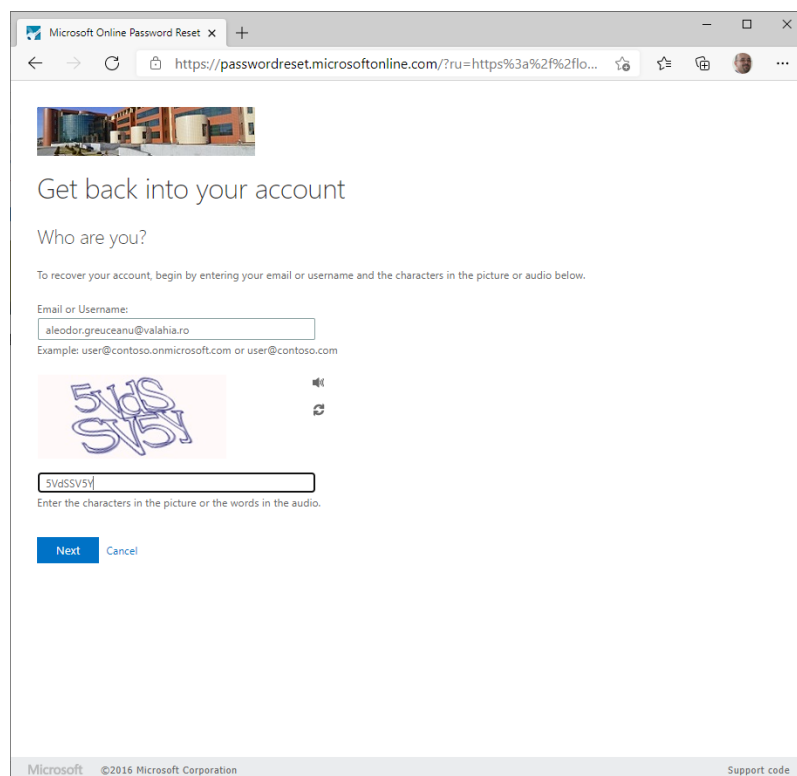 Microsoft Online Password Reset
https://passwordreset.microsoftonline.com/?ru=https%3a%2f%2flo...
Get back into your account
Who are you?
To recover your account, begin by entering your email or username and the characters in the picture or audio below.
Email or Username:
aleodor.greuceanu@valahia.ro
Example: user@contoso.onmicrosoft.com or user@contoso.com
5VdS
SV5Y
5VdSSV5Y
Enter the characters in the picture or the words in the audio.
Next Cancel
Microsoft ©2016 Microsoft Corporation Support code